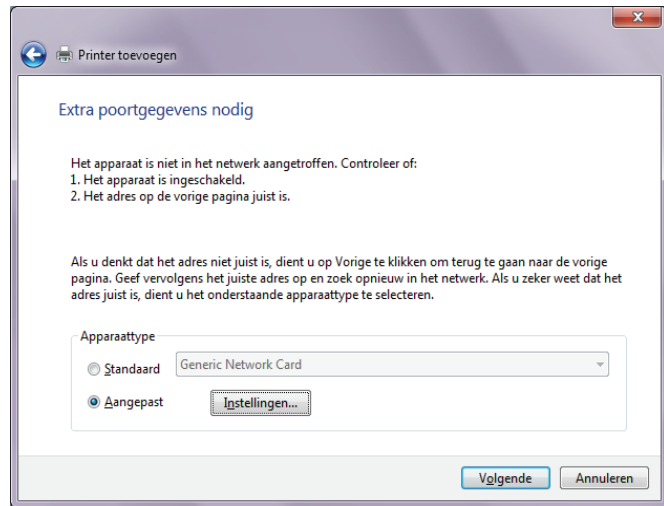 Printer toevoegen
Extra poortgegevens nodig
Het apparaat is niet in het netwerk aangetroffen. Controleer of:
1. Het apparaat is ingeschakeld.
2. Het adres op de vorige pagina juist is.
Als u denkt dat het adres niet juist is, dient u op Vorige te klikken om terug te gaan naar de vorige
pagina. Geef vervolgens het juiste adres op en zoek opnieuw in het netwerk. Als u zeker weet dat het
adres juist is, dient u het onderstaande apparaattype te selecteren.
Apparaattype
Standaard Generic Network Card
Aangepast Instellingen...
Volgende Annuleren